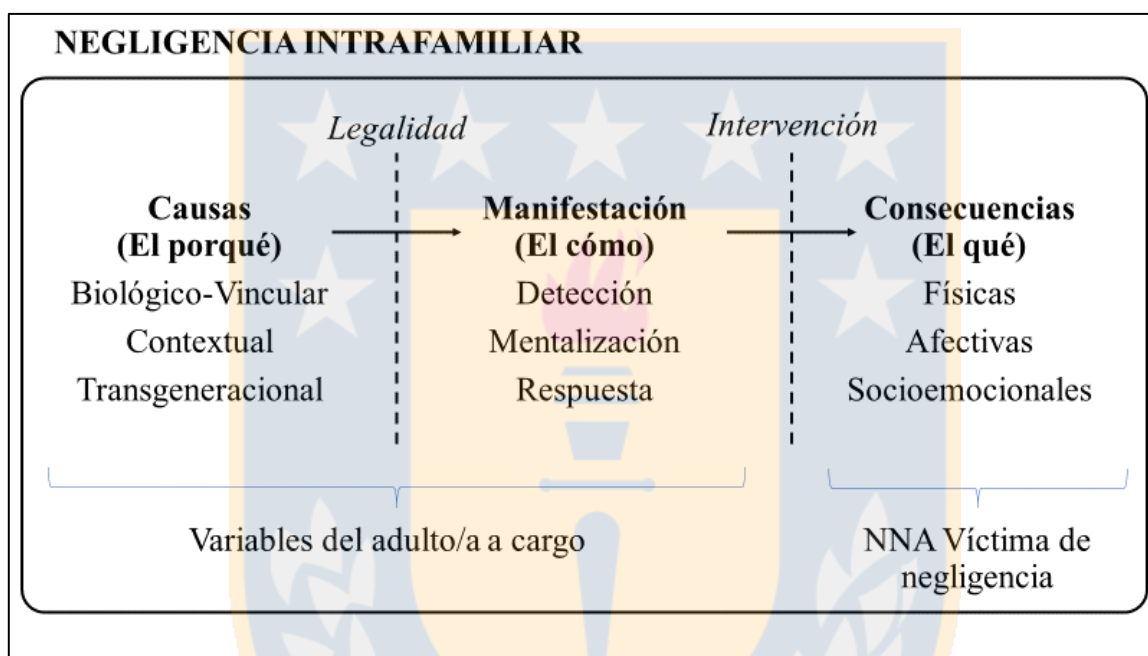 NEGLIGENCIA INTRAFAMILIAR
Legalidad
Intervención
Causas
(El porqué)
Biológico-Vincular
Contextual
Transgeneracional
Manifestación
(El cómo)
Detección
Mentalización
Respuesta
Consecuencias
(El qué)
Físicas
Afectivas
Socioemocionales
Variables del adulto/a a cargo
NNA Víctima de
negligencia